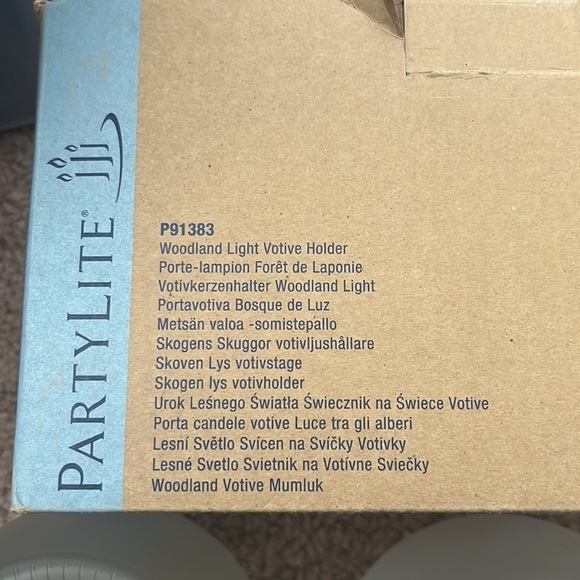 PARTYLITE®
P91383
Woodland Light Votive Holder
Porte-lampion Forêt de Laponie
Votivkerzenhalter Woodland Light
Portavotiva Bosque de Luz
Metsän valoa -somistepallo
Skogens Skuggor votivljushållare
Skoven Lys votivstage
Skogen lys votivholder
Urok Leśnego Światła Świecznik na Świece Votive
Porta candele votive Luce tra gli alberi
Lesní Světlo Svícen na Svíčky Votivky
Lesné Svetlo Svietnik na Votívne Sviečky
Woodland Votive Mumluk